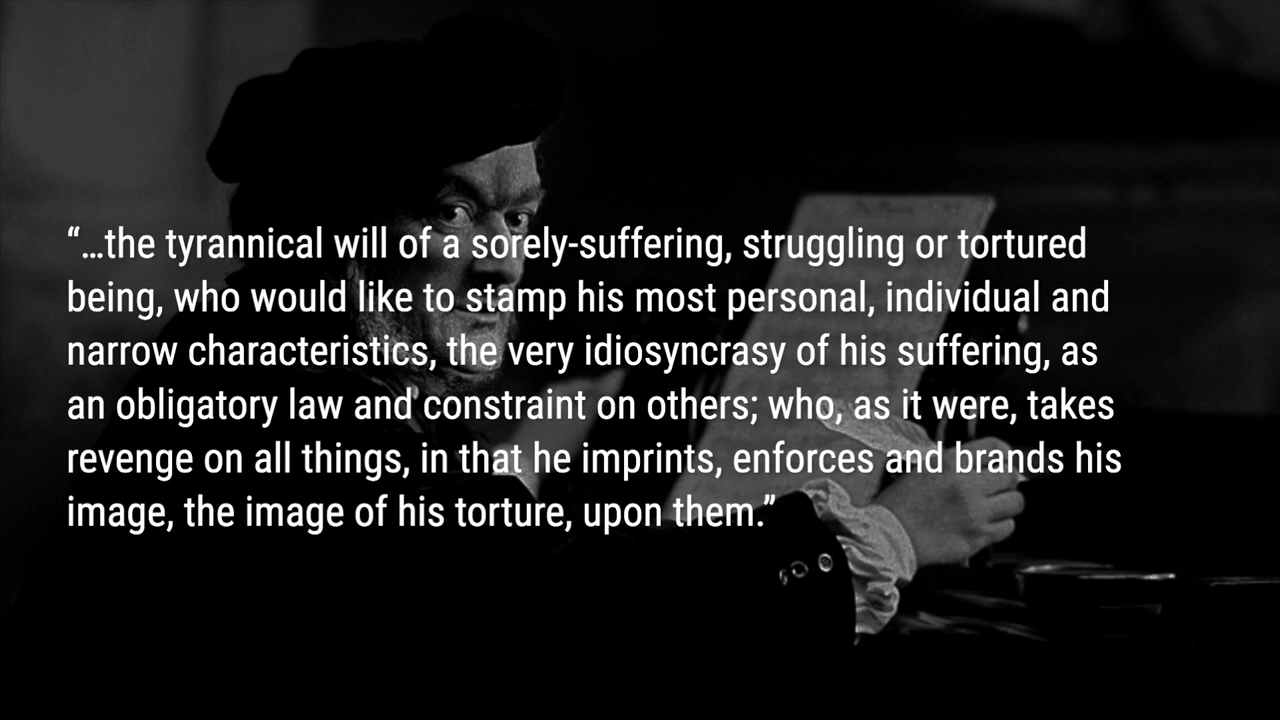 “…the tyrannical will of a sorely-suffering, struggling or tortured
being, who would like to stamp his most personal, individual and
narrow characteristics, the very idiosyncrasy of his suffering, as
an obligatory law and constraint on others; who, as it were, takes
revenge on all things, in that he imprints, enforces and brands his
image, the image of his torture, upon them.”